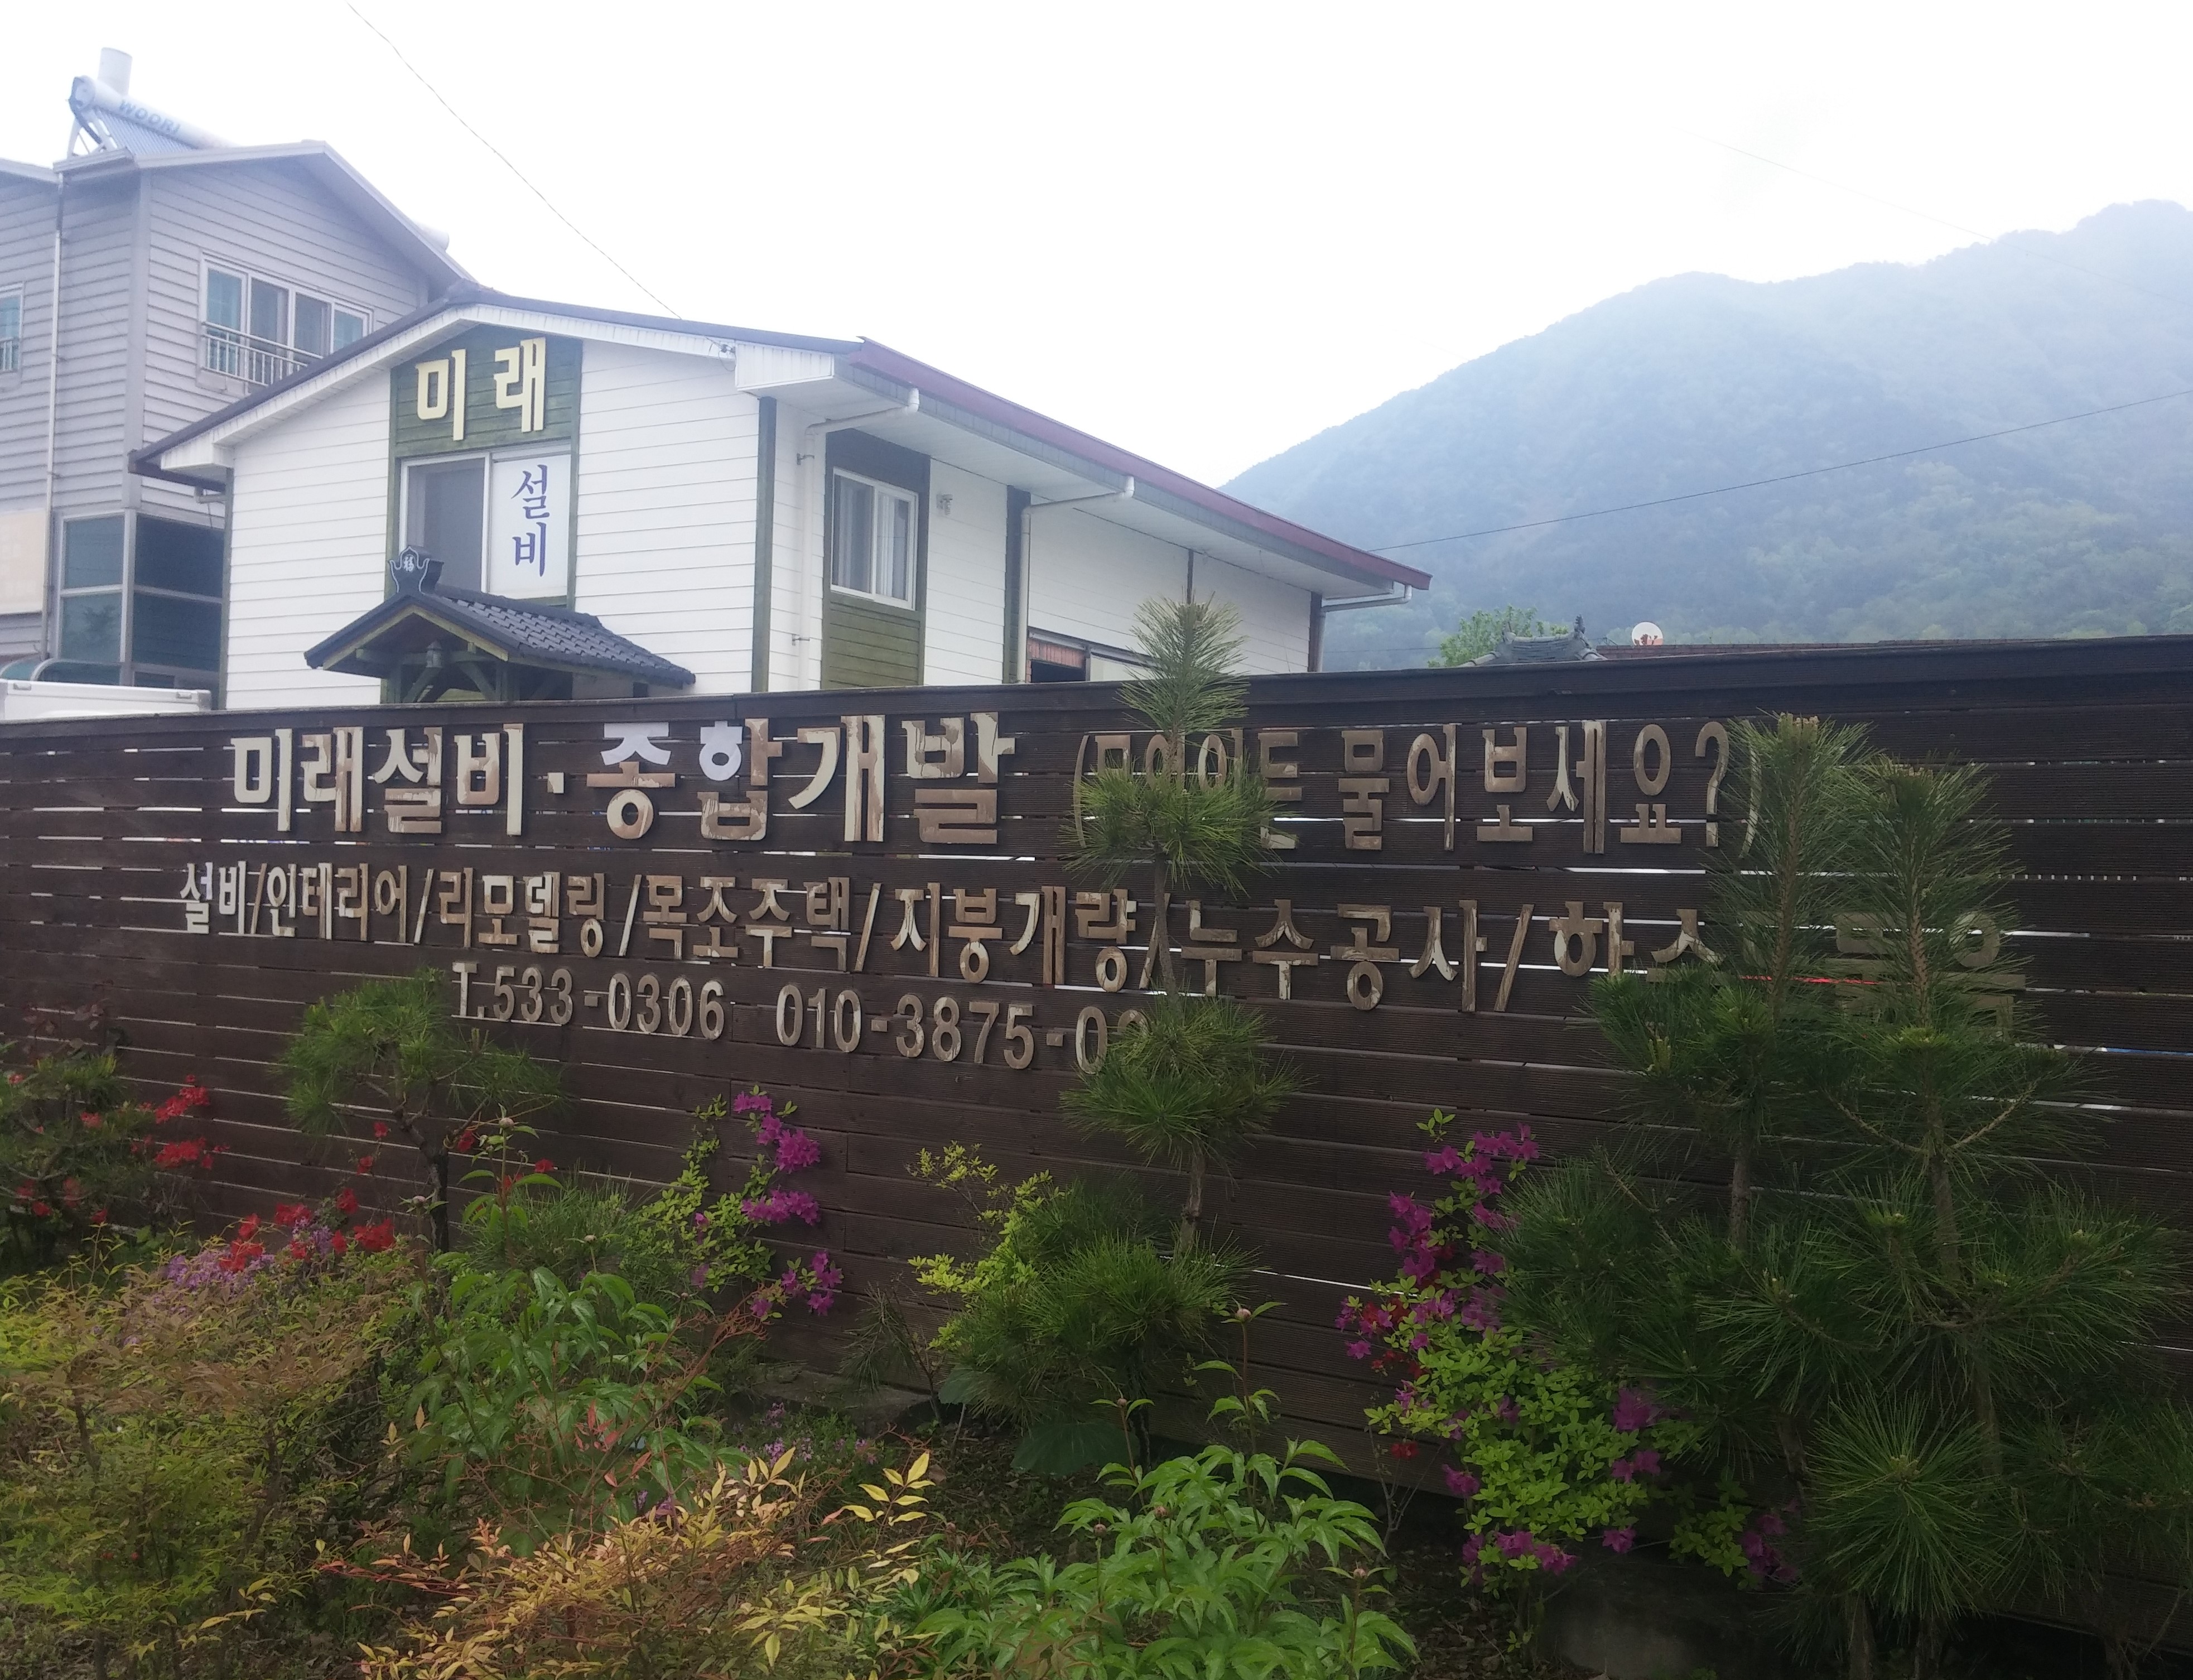 WOORI
미래
설비
福
미래설비·종합개발 물어보세요?)
설비/인테리어/리모델링/목조주택/지붕개량/누수공사/
T.533-0306 010-3875-